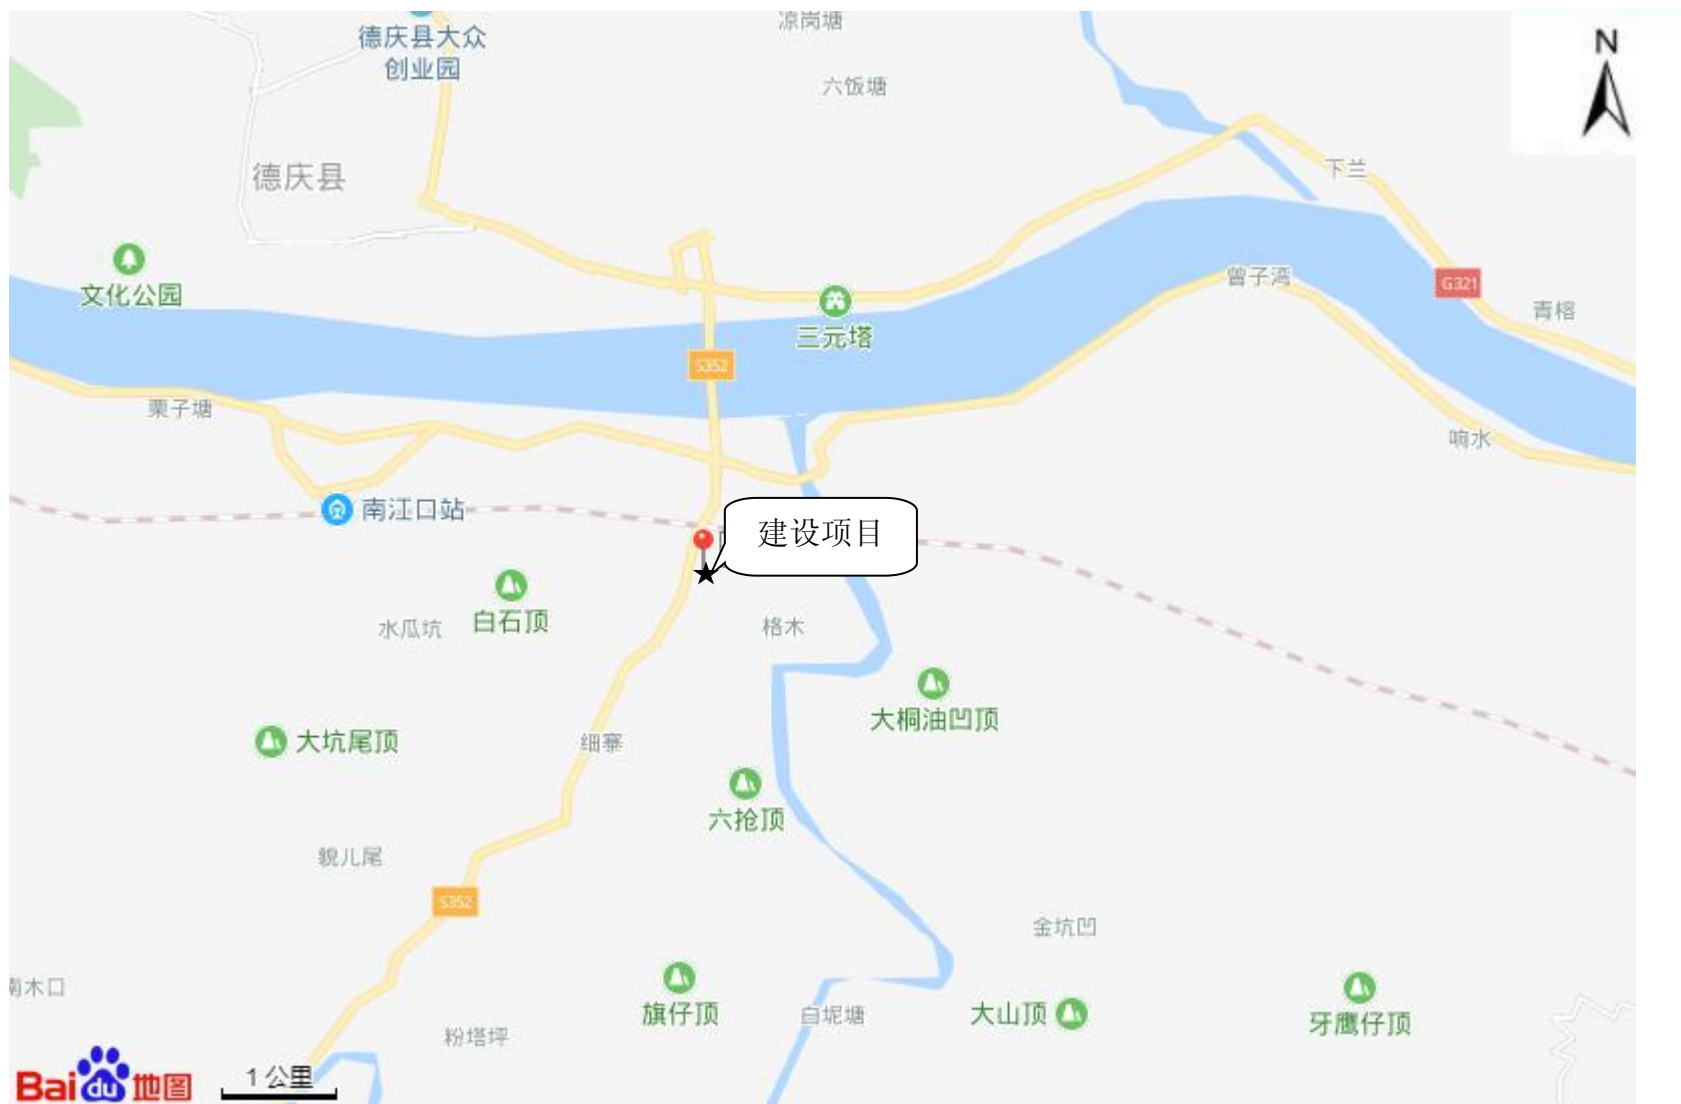 凉岗塘
德庆县大众
创业园
N
六饭塘
下兰
德庆县
曾子湾
G321
文化公园
青榕
三元塔
S352
栗子塘
响水
南江口站
建设项目
白石顶
水瓜坑
格木
大桐油凹顶
大坑尾顶
细寨
六抢顶
貌儿尾
S352
金坑凹
木口
旗仔顶
白坭塘
大山顶
牙鹰仔顶
粉塔坪
Bai du 地图
1 公里